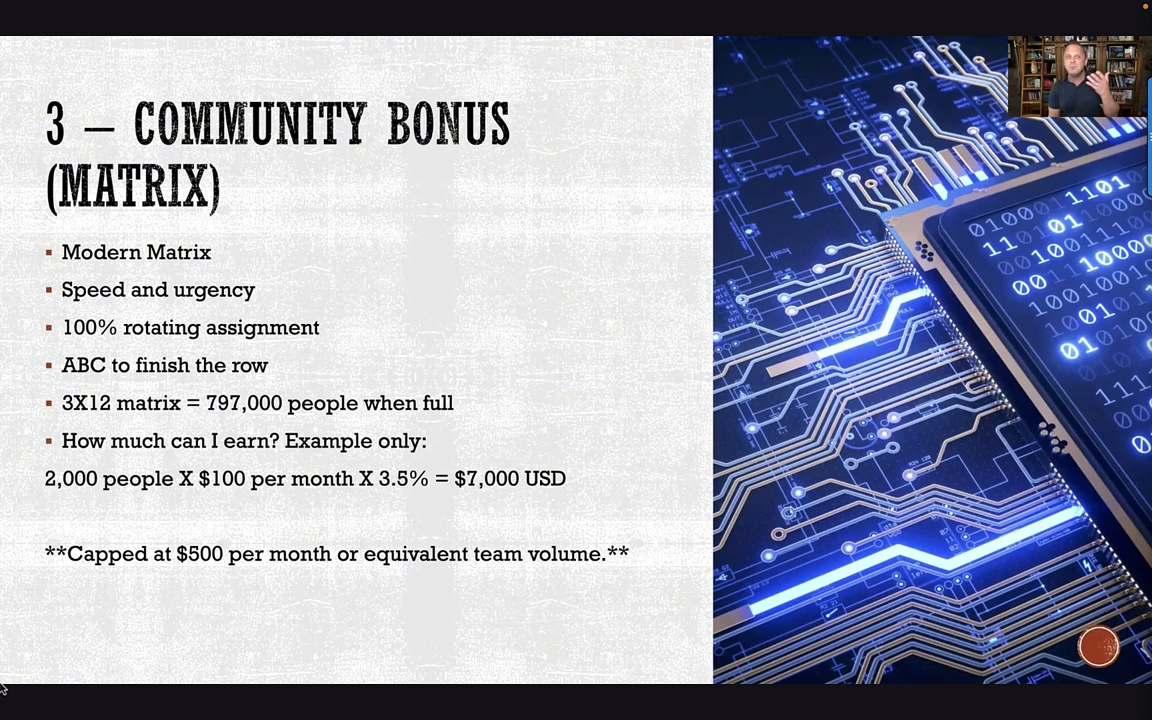 3 – COMMUNITY BONUS
(MATRIX)
▪ Modern Matrix
▪ Speed and urgency
▪ 100% rotating assignment
▪ ABC to finish the row
▪ 3X12 matrix = 797,000 people when full
▪ How much can I earn? Example only:
2,000 people X $100 per month X 3.5% = $7,000 USD
**Capped at $500 per month or equivalent team volume.**